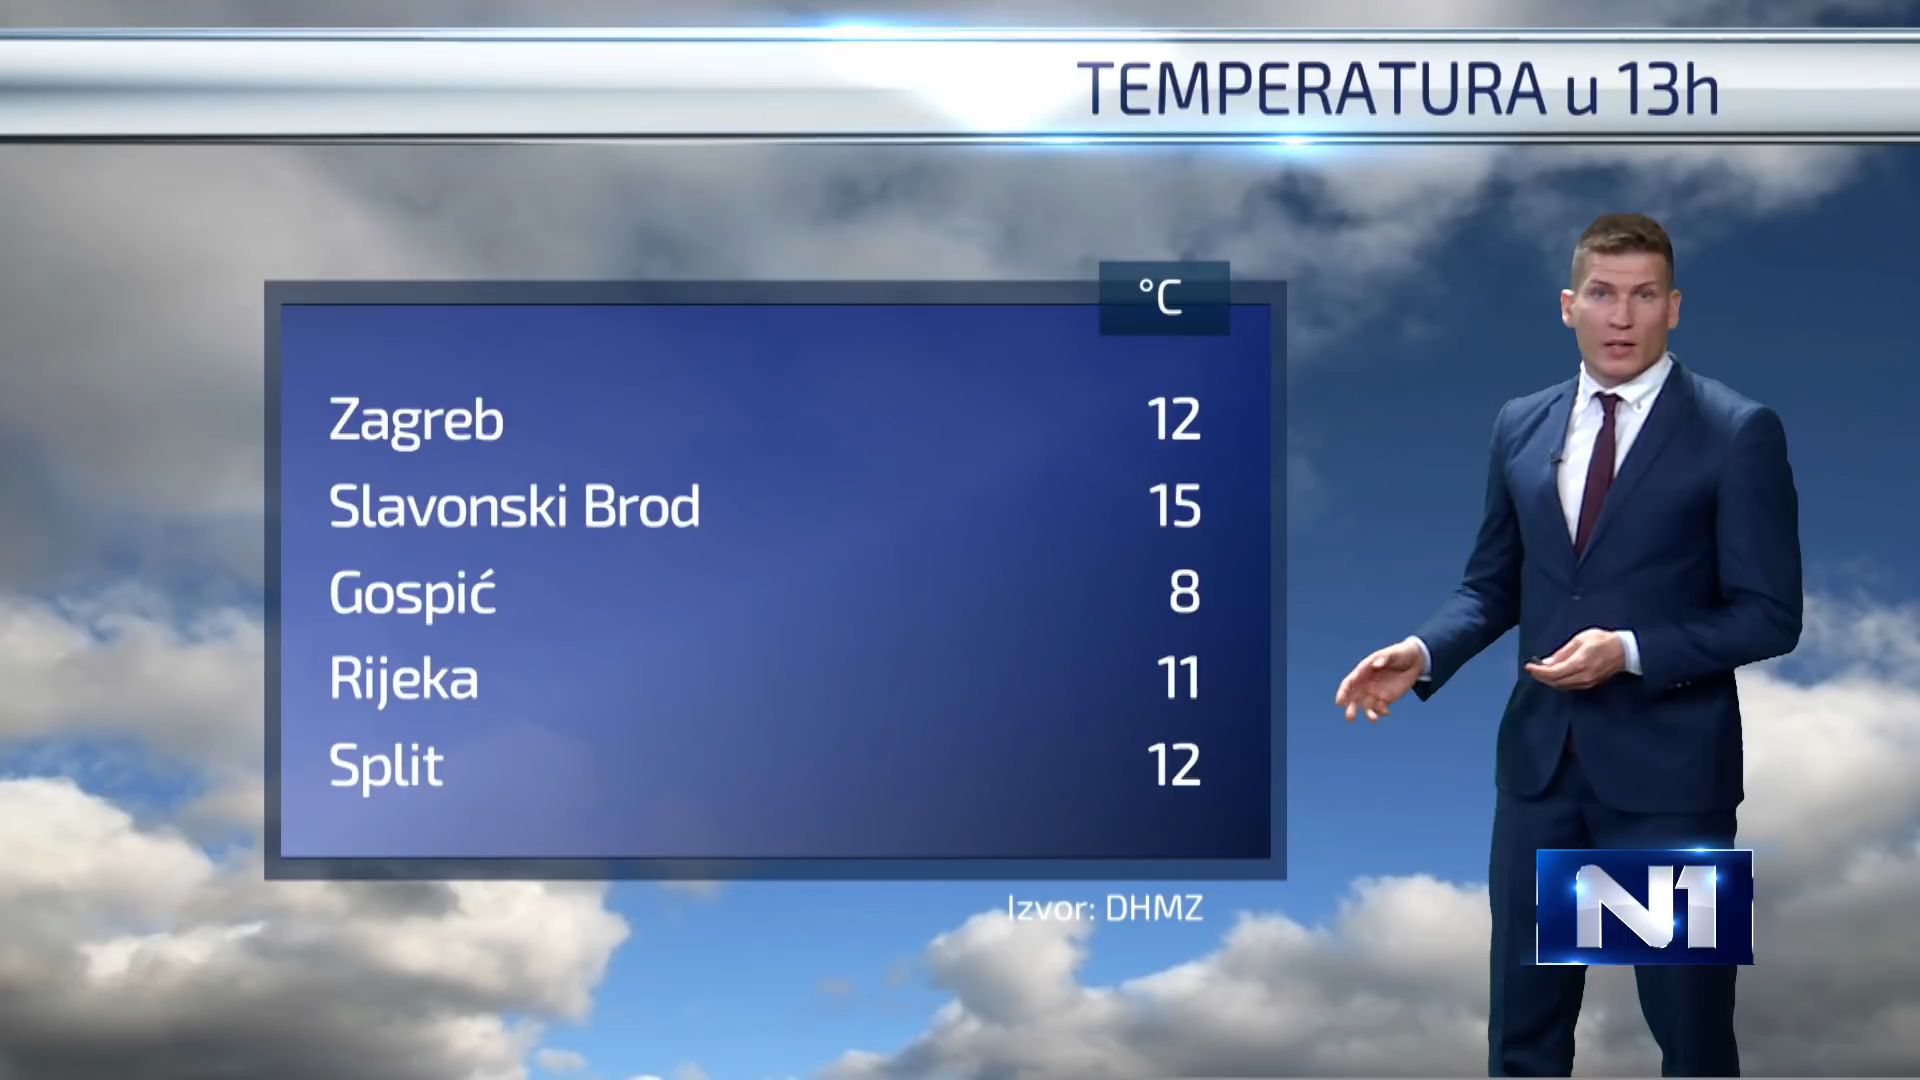 TEMPERATURA u 13h
°C
Zagreb 12
Slavonski Brod 15
Gospić 8
Rijeka 11
Split 12
Izvor: DHMZ
N1